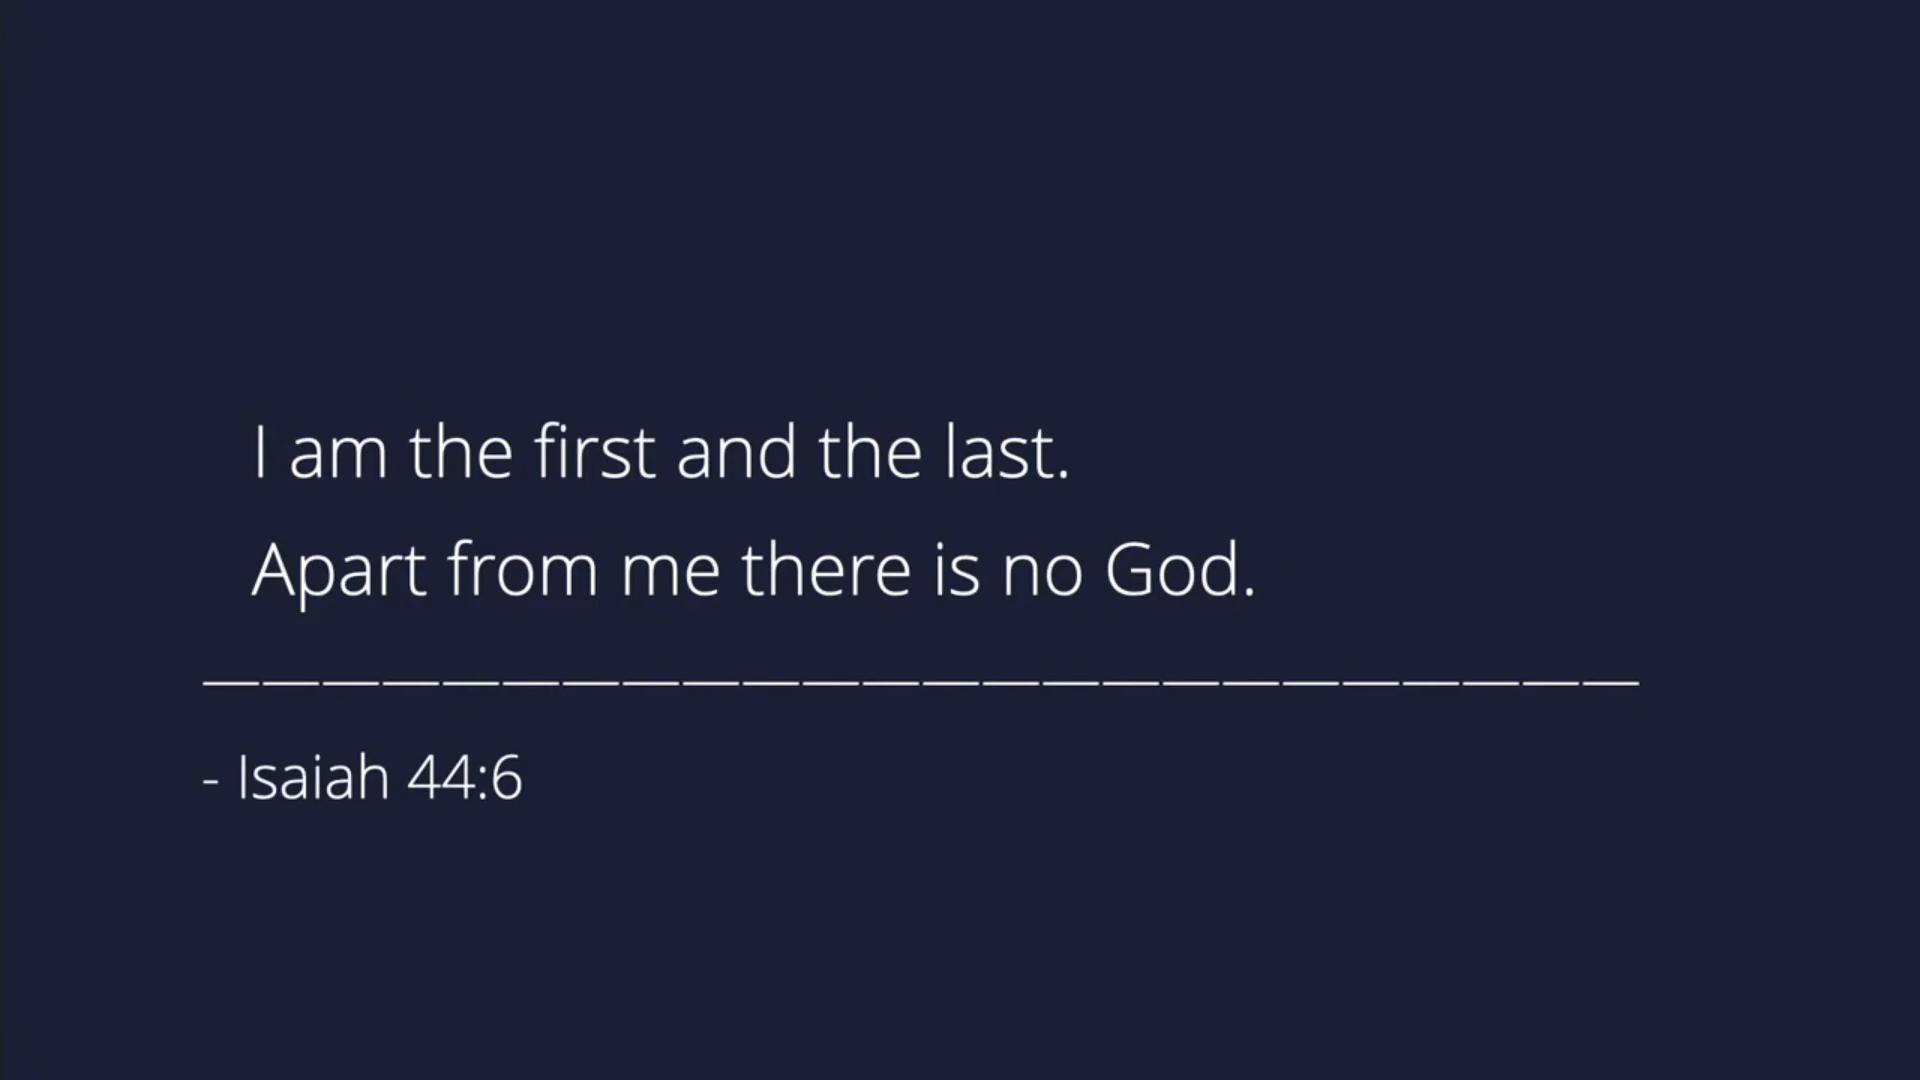 I am the first and the last.
Apart from me there is no God.
————————————————————————
- Isaiah 44:6